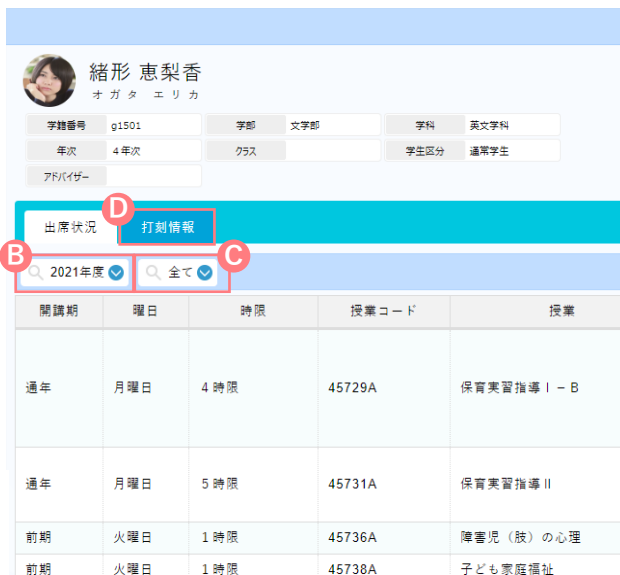 緒形 恵梨香
オガタ エリカ
学籍番号 g1501 学部 文学部 学科 英文学科
年次 4年次 クラス 学生区分 通常学生
アドバイザー
D
出席状況 打刻情報
B C
2021年度 全て
開講期 曜日 時限 授業コード 授業
通年 月曜日 4時限 45729A 保育実習指導Ⅰ－B
通年 月曜日 5時限 45731A 保育実習指導Ⅱ
前期 火曜日 1時限 45736A 障害児（肢）の心理
前期 火曜日 1時限 45738A 子ども家庭福祉